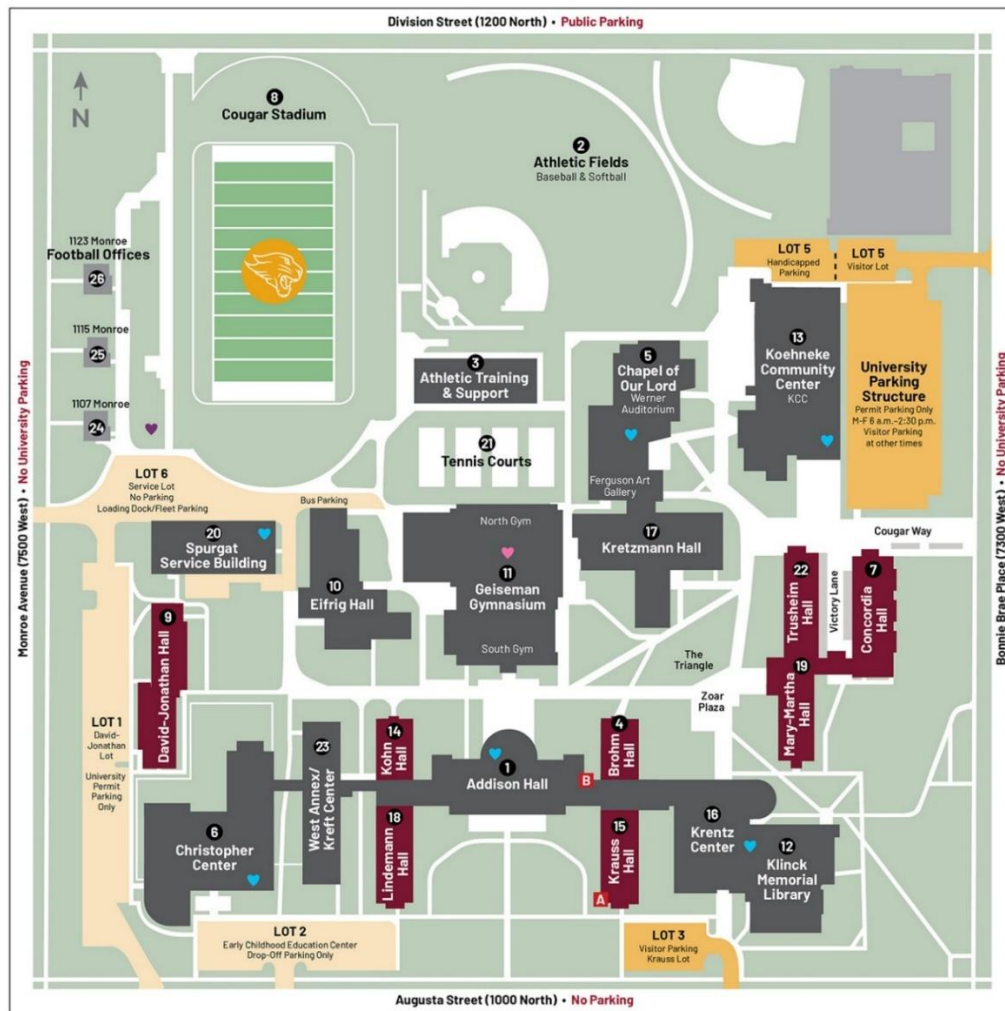 Division Street (1200 North) • Public Parking
N
8
Cougar Stadium
2
Athletic Fields
Baseball & Softball
1123 Monroe
Football Offices
26
1115 Monroe
25
1107 Monroe
24
LOT 5
Handicapped
Parking
LOT 5
Visitor Lot
3
Athletic Training
& Support
5
Chapel of
Our Lord
Werner
Auditorium
13
Koehneke
Community
Center
KCC
University
Parking
Structure
Permit Parking Only
M-F 6 a.m.-2:30 p.m.
Visitor Parking
at other times
21
Tennis Courts
Ferguson Art
Gallery
LOT 6
Service Lot
No Parking
Loading Dock/Fleet Parking
Bus Parking
20
Spurgat
Service Building
10
Eifrig Hall
North Gym
11
Geiseman
Gymnasium
South Gym
17
Kretzmann Hall
Cougar Way
22
Trusheim
Hall
Victory Lane
7
Concordia
Hall
9
David-Jonathan Hall
The
Triangle
19
Mary-Martha
Hall
Zoar
Plaza
LOT 1
David-
Jonathan
Lot
University
Permit
Parking
Only
23
West Annex/
Kreft Center
14
Kohn
Hall
18
Lindemann
Hall
1
Addison Hall
B
4
Brohm
Hall
15
Krauss
Hall
A
6
Christopher
Center
16
Krentz
Center
12
Klinck
Memorial
Library
LOT 2
Early Childhood Education Center
Drop-Off Parking Only
LOT 3
Visitor Parking
Krauss Lot
Monroe Avenue (7500 West) • No University Parking
Bonnie Brae Place (7300 West) • No University Parking
Augusta Street (1000 North) • No Parking